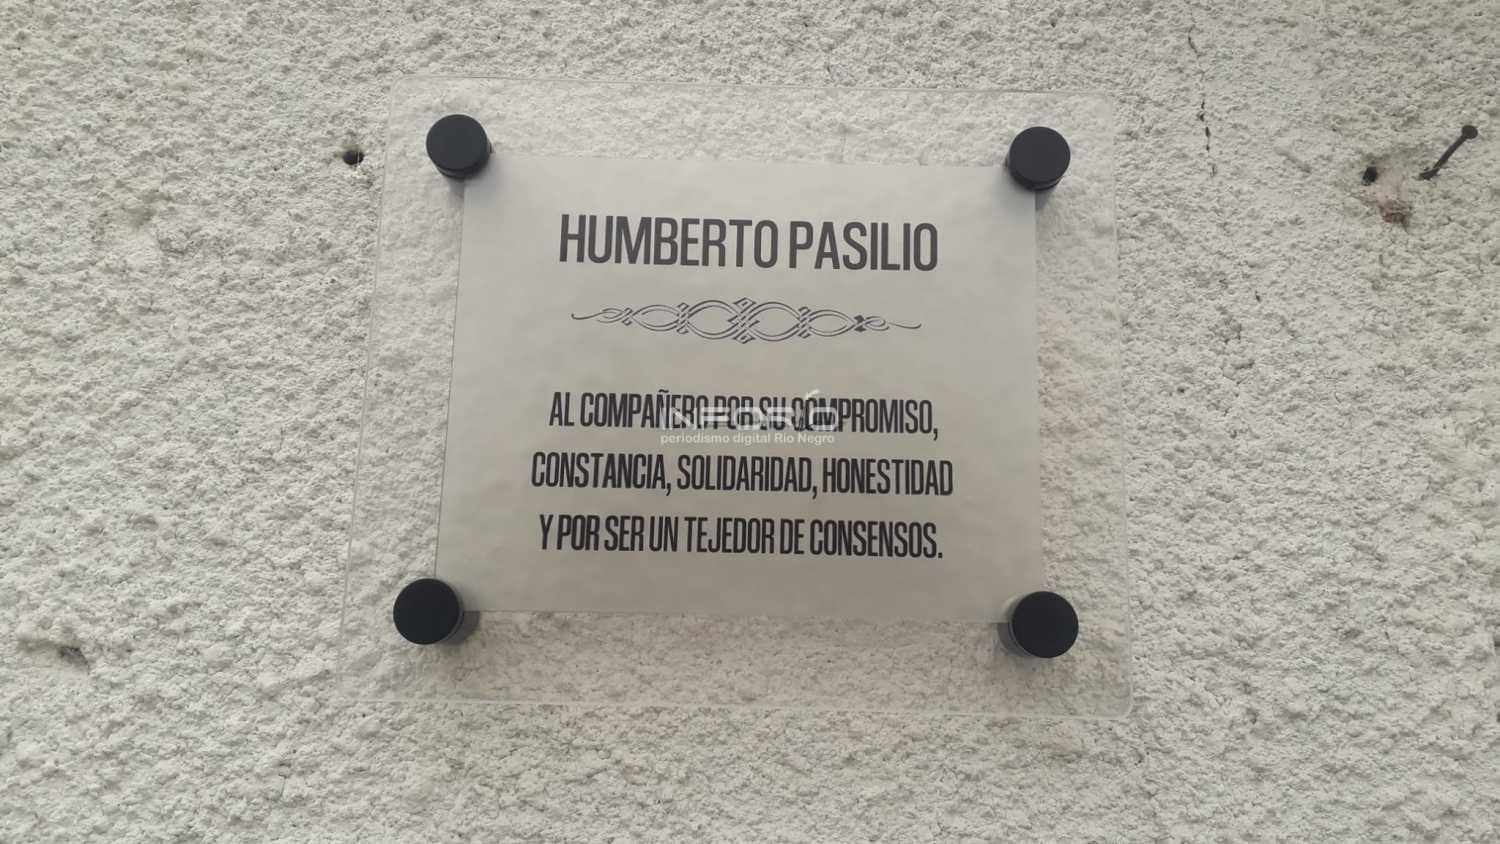 HUMBERTO PASILIO
AL COMPAÑERO POR SU COMPROMISO,
INFORÍO
periodismo digital Río Negro
CONSTANCIA, SOLIDARIDAD, HONESTIDAD
Y POR SER UN TEJEDOR DE CONSENSOS.